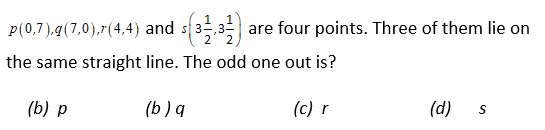 p(0,7),q(7,0),r(4,4) and s(3 1/2,3 1/2) are four points. Three of them lie on
the same straight line. The odd one out is?
(b) p (b ) q (c) r (d) s